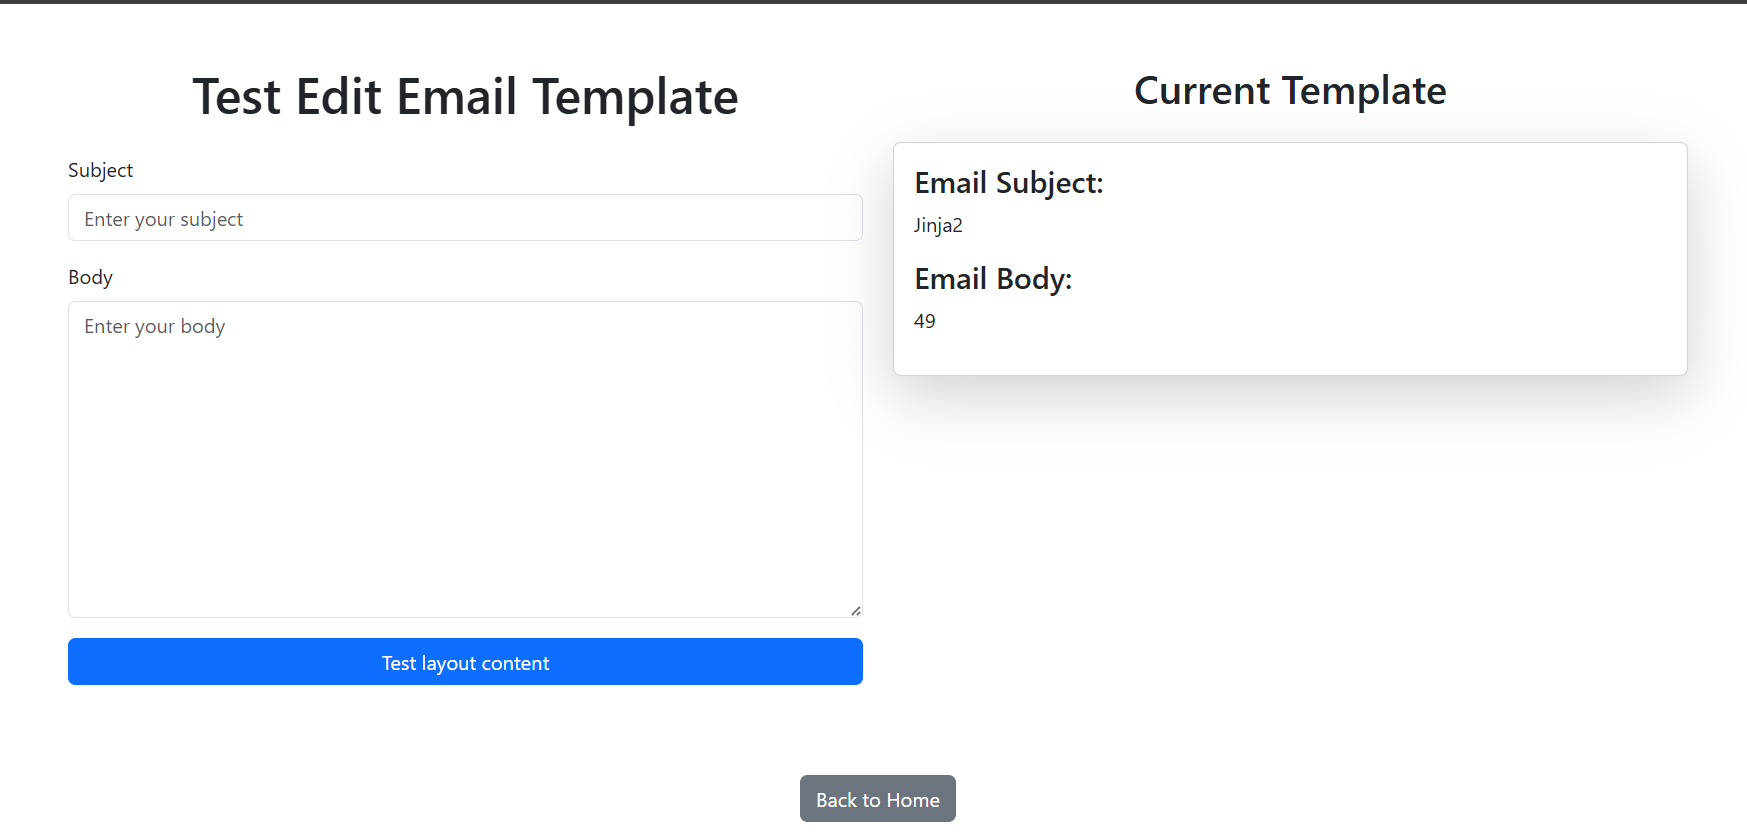 Test Edit Email Template
Subject
Enter your subject
Body
Enter your body
Test layout content
Current Template
Email Subject:
Jinja2
Email Body:
49
Back to Home